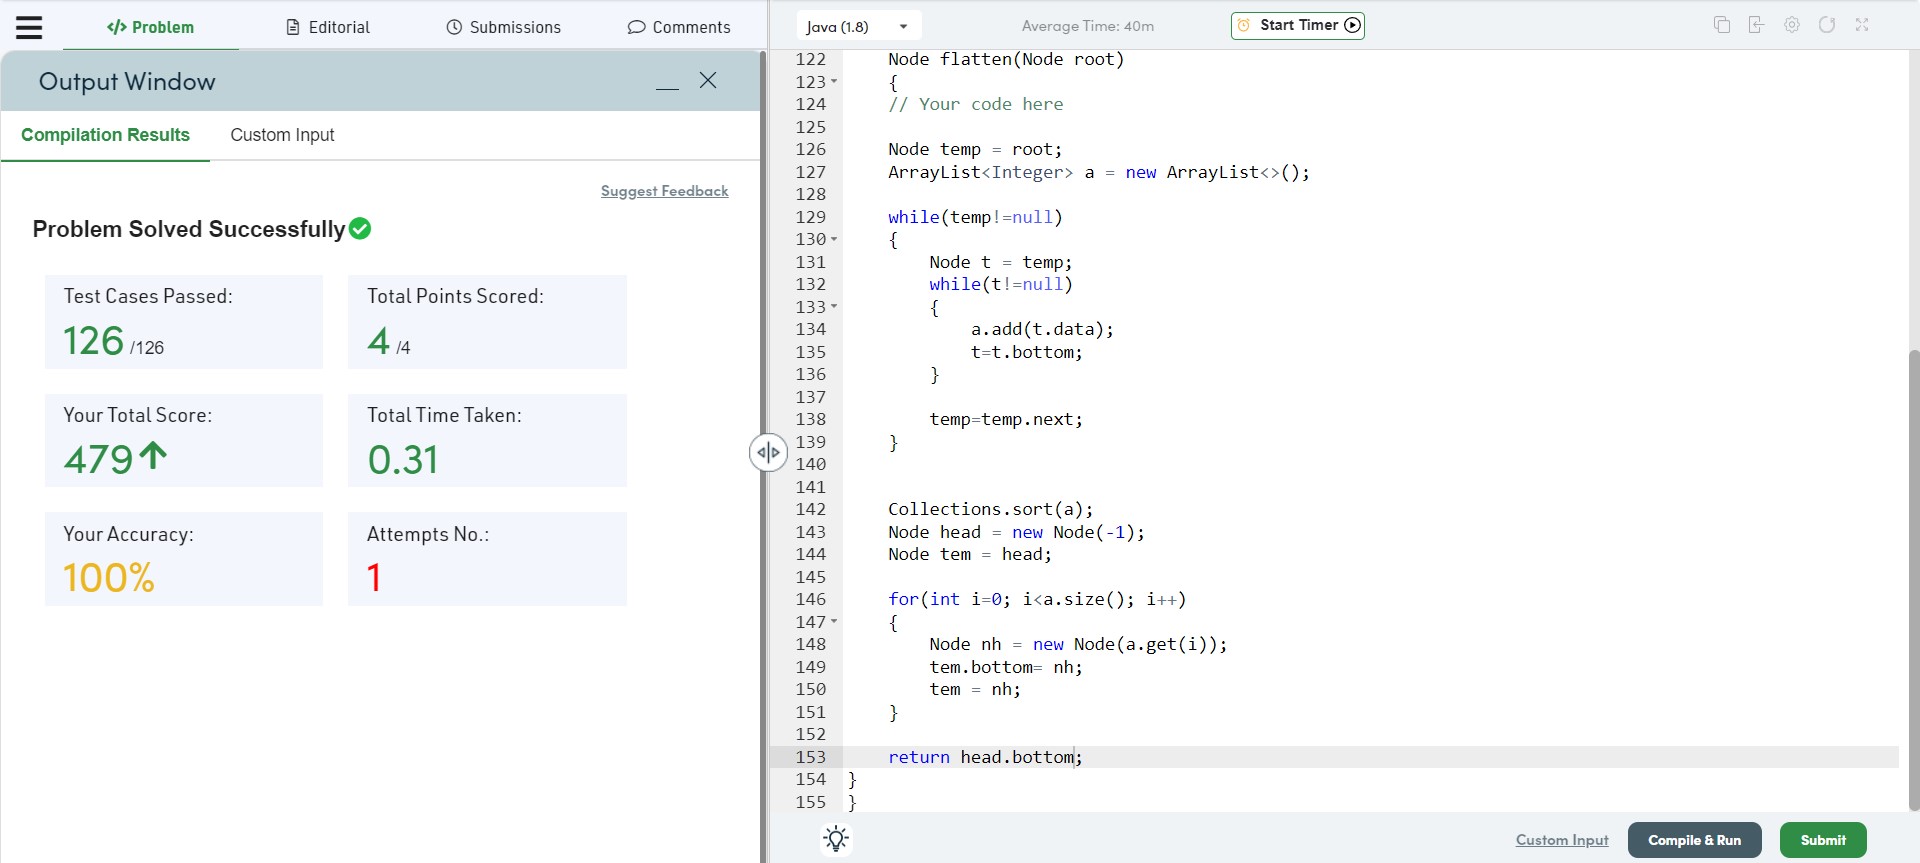 </> Problem
Editorial
Submissions
Comments
Output Window
Compilation Results
Custom Input
Suggest Feedback
Problem Solved Successfully
Test Cases Passed:
126 /126
Total Points Scored:
4 /4
Your Total Score:
479
Total Time Taken:
0.31
Your Accuracy:
100%
Attempts No.:
1
Java (1.8)
Average Time: 40m
Start Timer
122 Node flatten(Node root)
123 {
124 // Your code here
125
126 Node temp = root;
127 ArrayList<Integer> a = new ArrayList<>();
128
129 while(temp!=null)
130 {
131 Node t = temp;
132 while(t!=null)
133 {
134 a.add(t.data);
135 t=t.bottom;
136 }
137
138 temp=temp.next;
139 }
140
141
142 Collections.sort(a);
143 Node head = new Node(-1);
144 Node tem = head;
145
146 for(int i=0; i<a.size(); i++)
147 {
148 Node nh = new Node(a.get(i));
149 tem.bottom= nh;
150 tem = nh;
151 }
152
153 return head.bottom;
154 }
155 }
Custom Input
Compile & Run
Submit